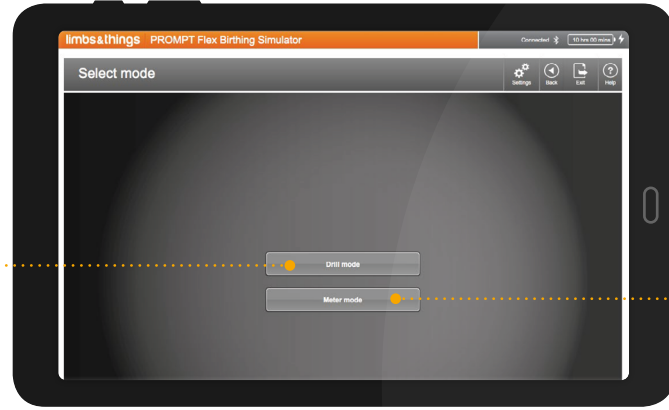 limbs&things PROMPT Flex Birthing Simulator Connected 10 hrs 00 mins
Select mode
Settings Back Exit Help
Drill mode
Meter mode